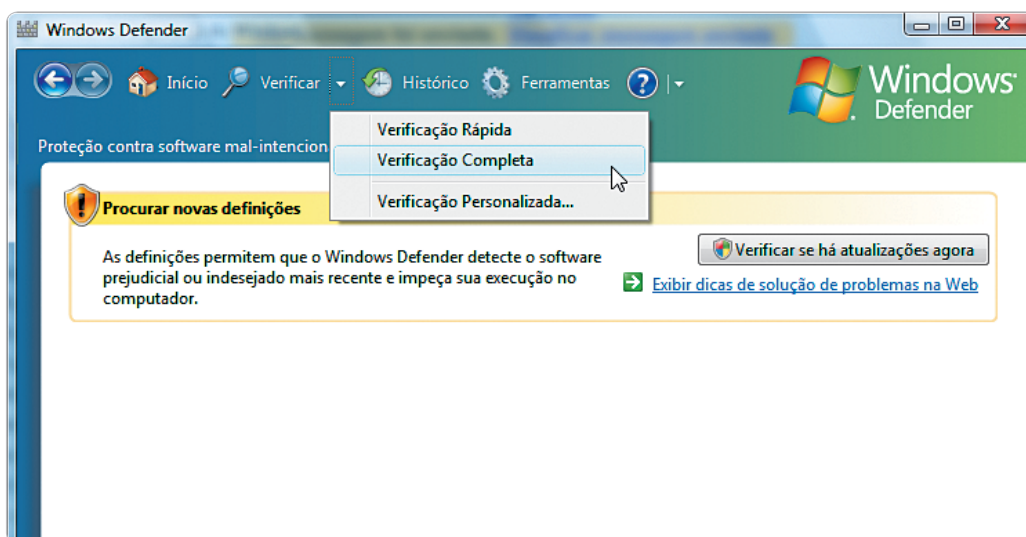 Windows Defender
Início Verificar Histórico Ferramentas
Windows
Defender
Proteção contra software mal-intencion
Verificação Rápida
Verificação Completa
Verificação Personalizada...
Procurar novas definições
As definições permitem que o Windows Defender detecte o software
prejudicial ou indesejado mais recente e impeça sua execução no
computador.
Verificar se há atualizações agora
Exibir dicas de solução de problemas na Web